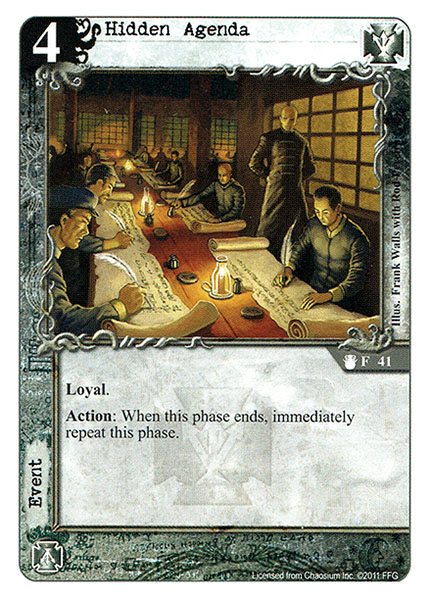 4
Hidden Agenda
Illus. Frank Walls with Rod
F 41
Loyal.
Action: When this phase ends, immediately
repeat this phase.
Event
Licensed from Chaosium Inc. ©2011 FFG